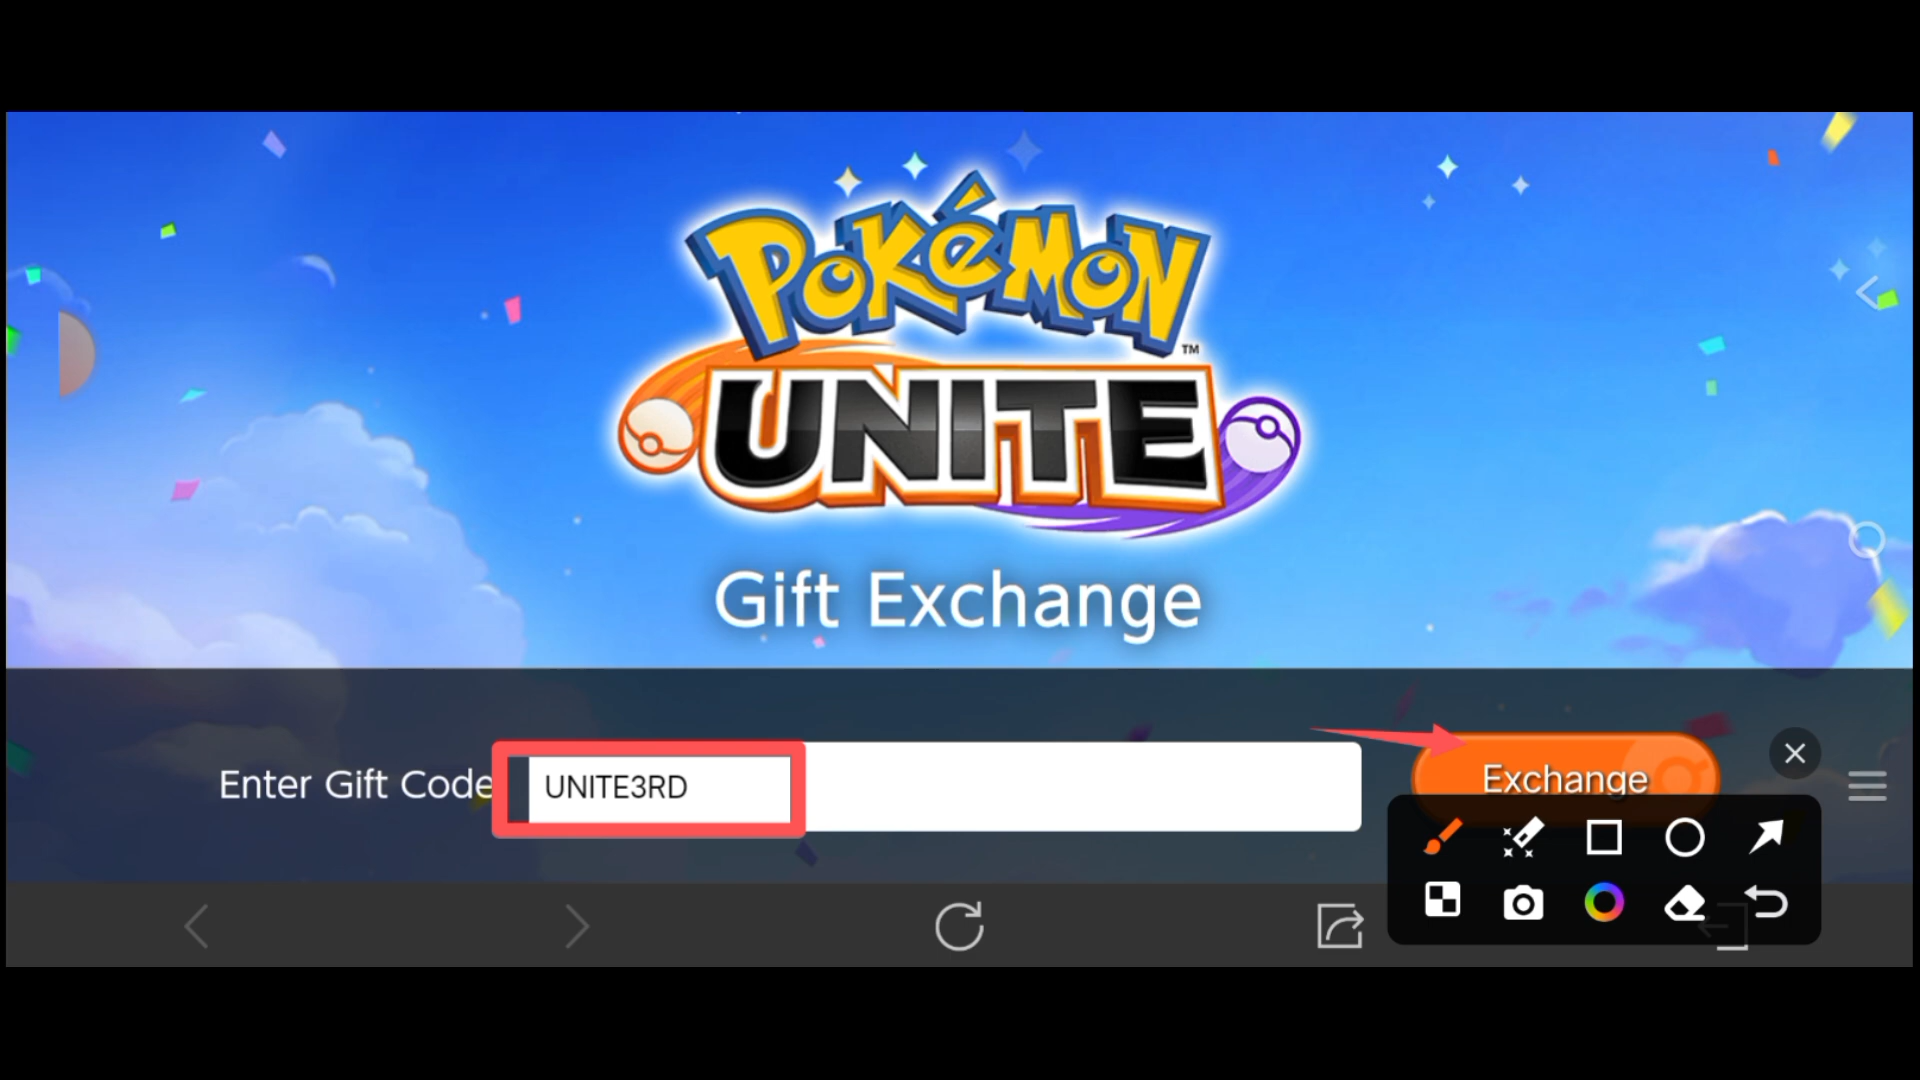 POKéMON
TM
UNITE
Gift Exchange
Enter Gift Code
UNITE3RD
Exchange